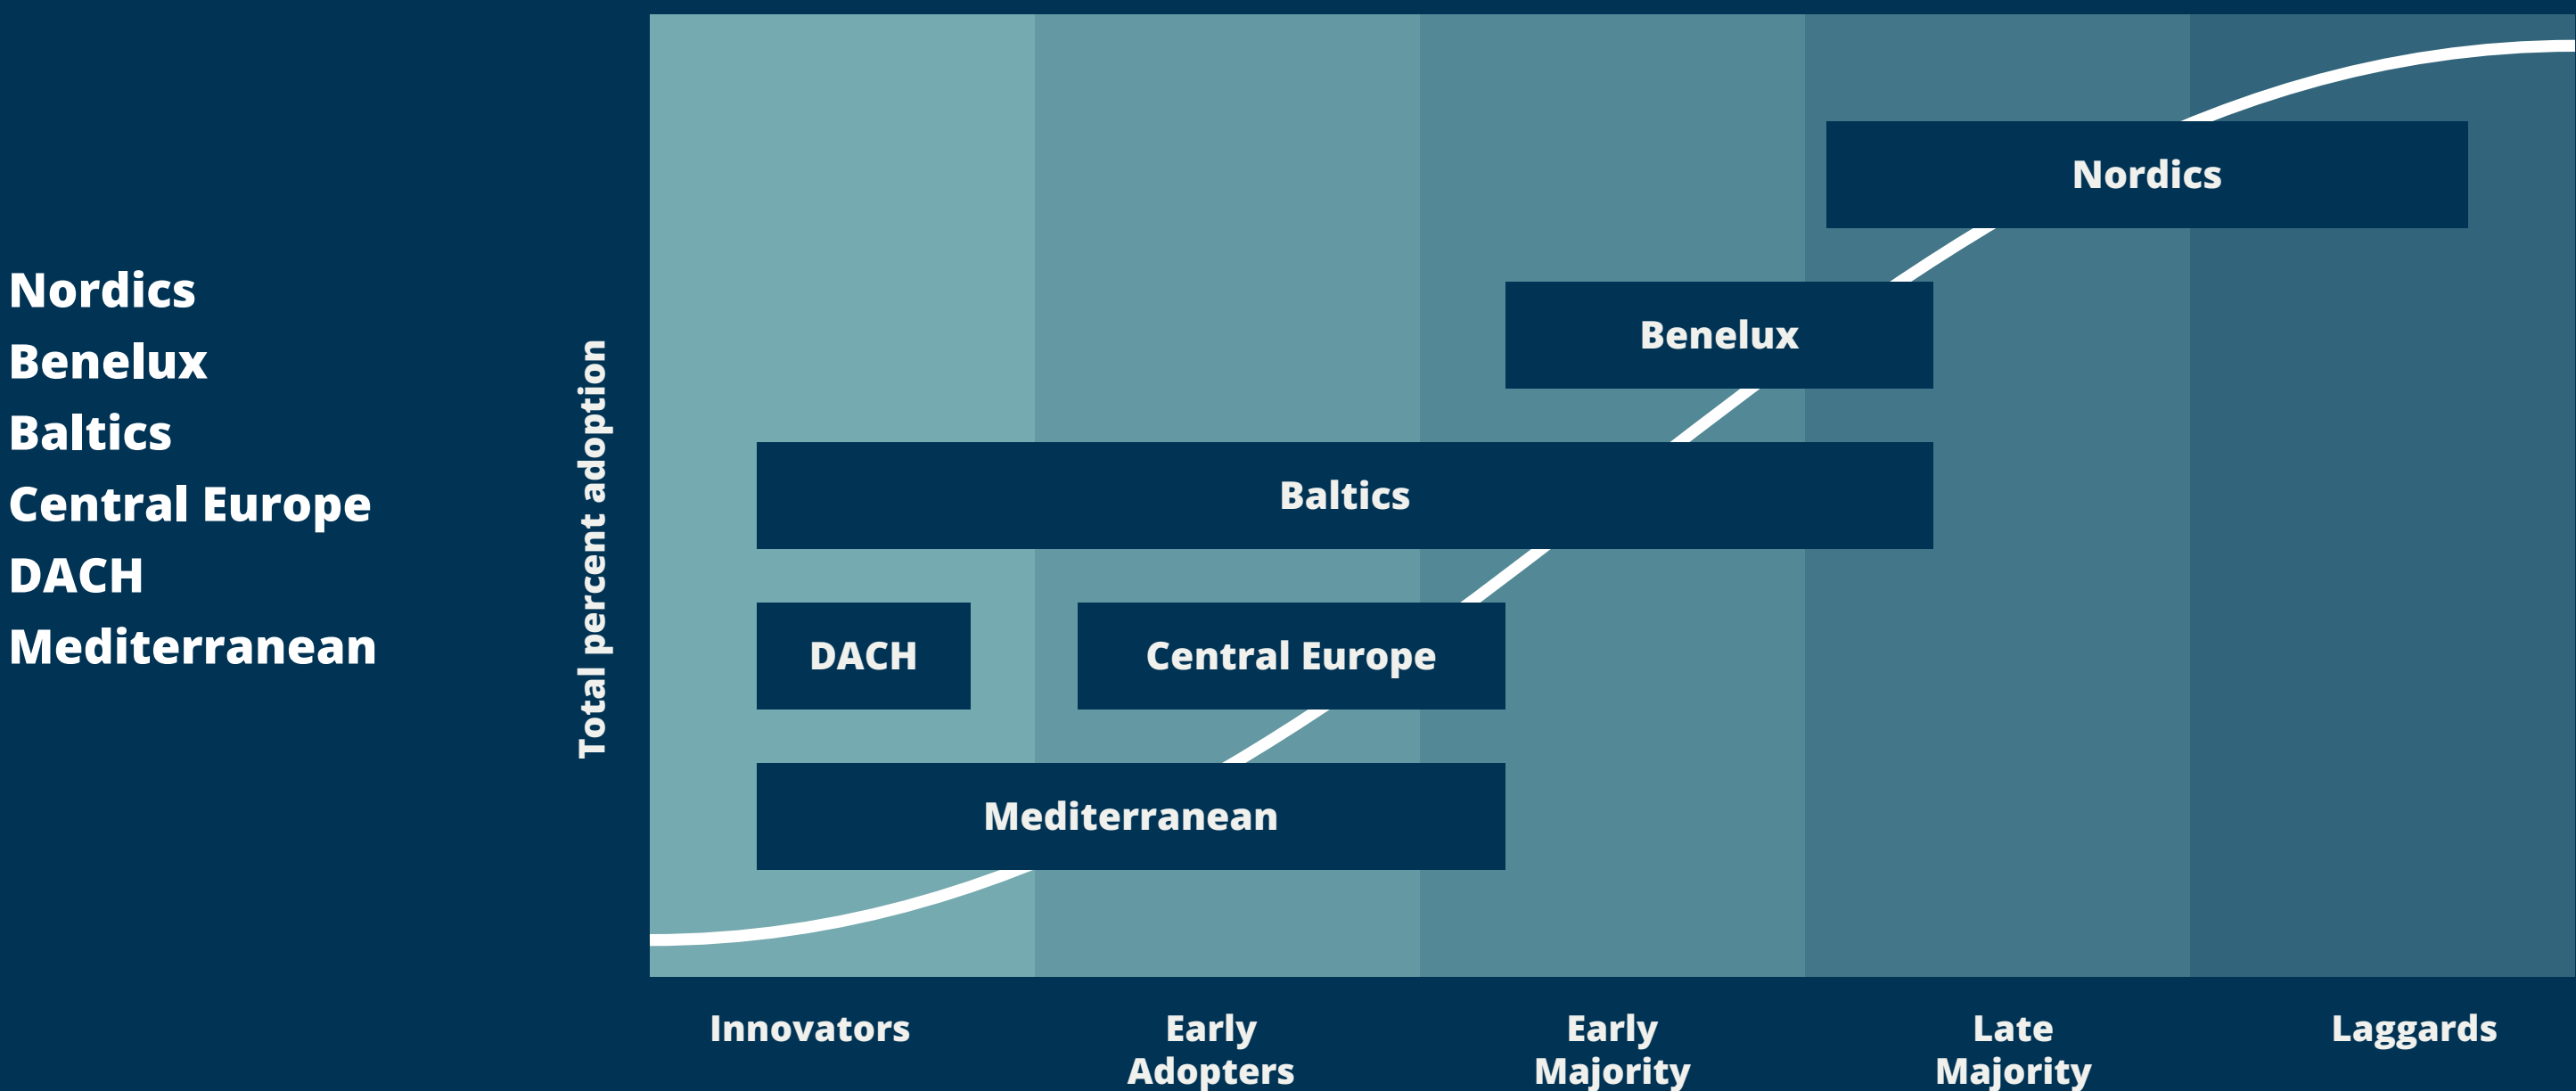 Nordics
Benelux
Baltics
Central Europe
DACH
Mediterranean
Total percent adoption
Nordics
Benelux
Baltics
DACH
Central Europe
Mediterranean
Innovators
Early
Adopters
Early
Majority
Late
Majority
Laggards